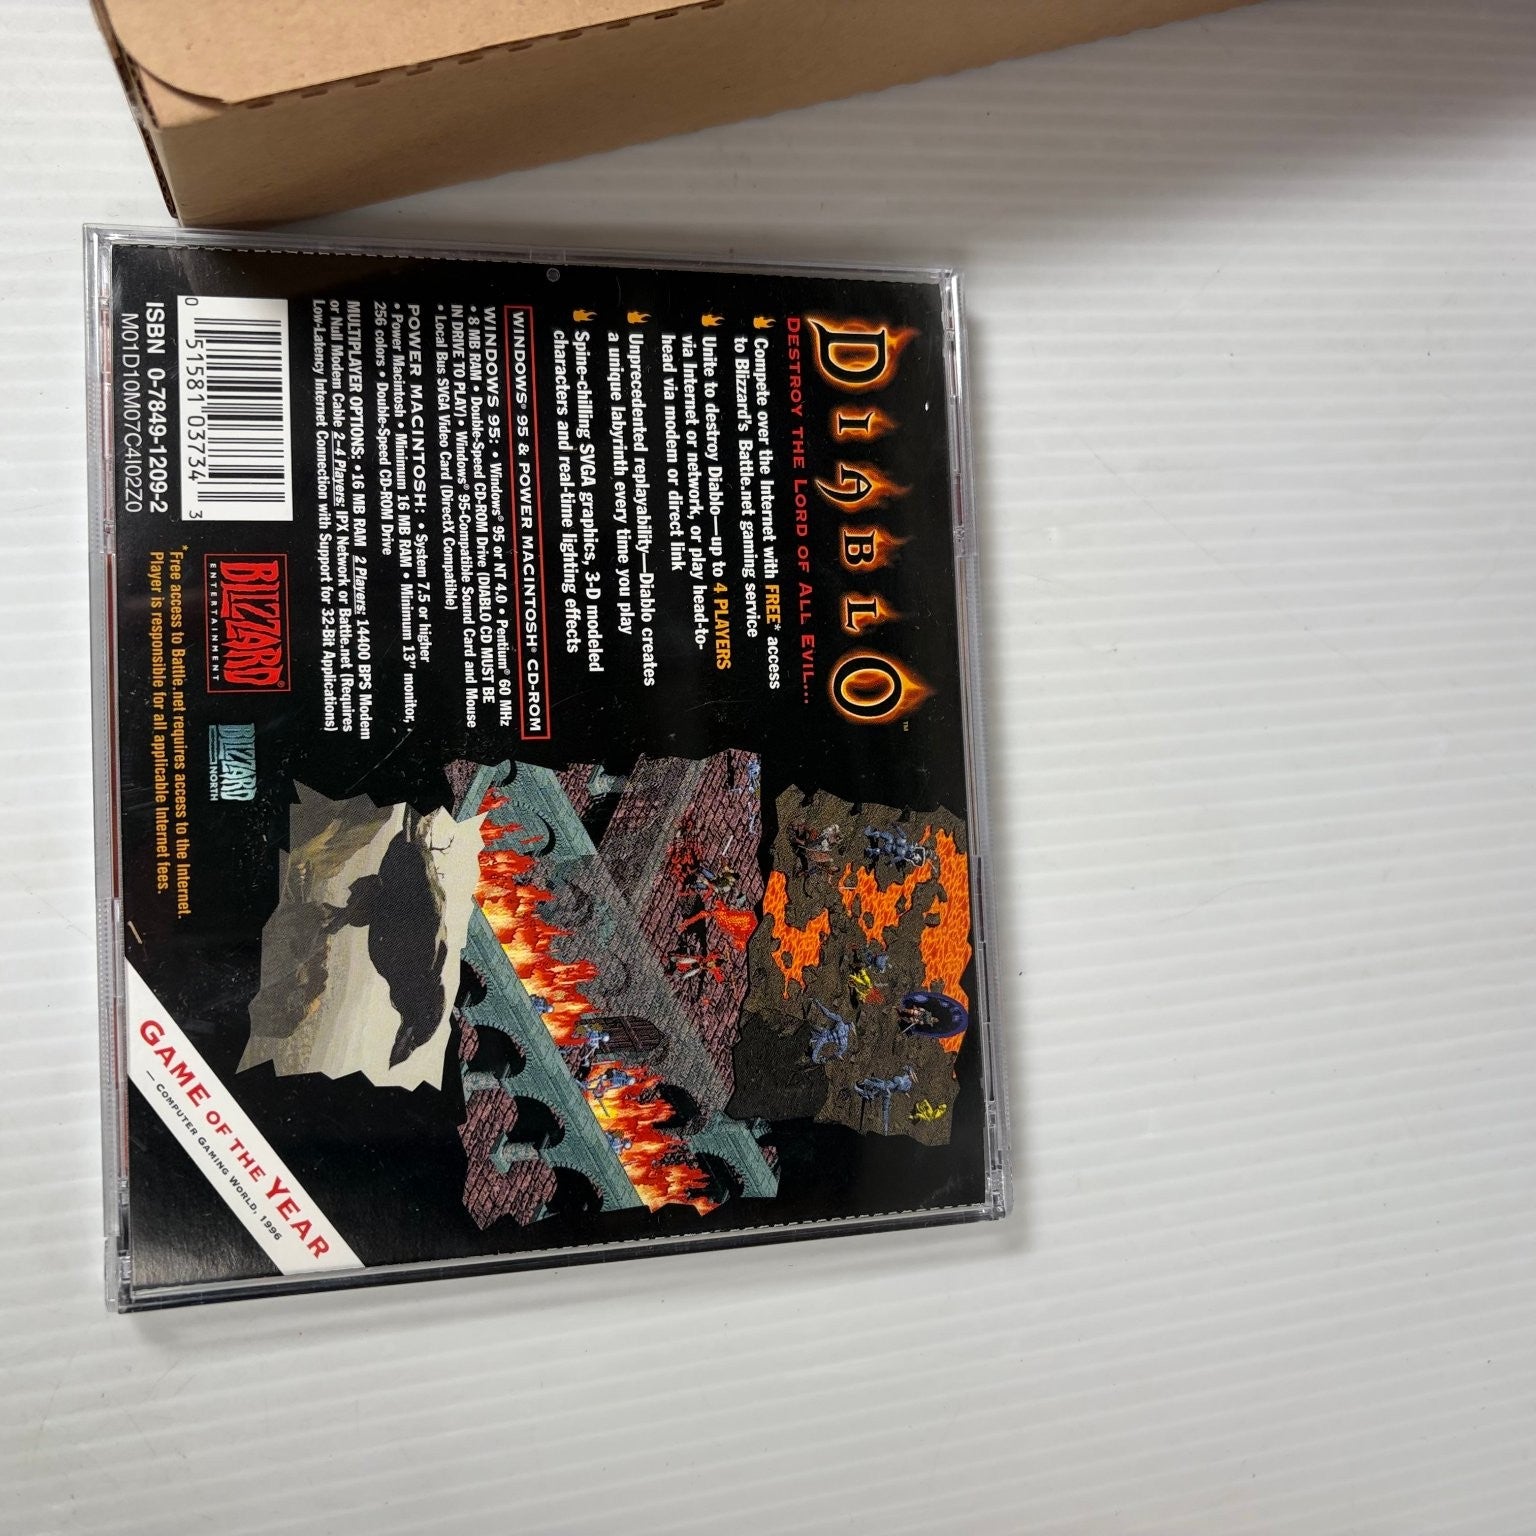 DIABLO™
DESTROY THE LORD OF ALL EVIL...
Compete over the Internet with FREE* access
to Blizzard's Battle.net gaming service
Unite to destroy Diablo—up to 4 PLAYERS
via Internet or network, or play head-to-
head via modem or direct link
Unprecedented replayability—Diablo creates
a unique labyrinth every time you play
Spine-chilling SVGA graphics, 3-D modeled
characters and real-time lighting effects
WINDOWS® 95 & POWER MACINTOSH® CD-ROM
WINDOWS 95: • Windows® 95 or NT 4.0 • Pentium® 60 MHz
• 8 MB RAM • Double-Speed CD-ROM Drive (DIABLO CD MUST BE
IN DRIVE TO PLAY) • Windows® 95-Compatible Sound Card and Mouse
• Local Bus SVGA Video Card (DirectX Compatible)
POWER MACINTOSH: • System 7.5 or higher
• Power Macintosh • Minimum 16 MB RAM • Minimum 13" monitor,
256 colors • Double-Speed CD-ROM Drive
MULTIPLAYER OPTIONS: • 16 MB RAM 2 Players: 14400 BPS Modem
or Null Modem Cable 2-4 Players: IPX Network or Battle.net (Requires
Low-Latency Internet Connection with Support for 32-Bit Applications)
0 51581 03734 3
ISBN 0-7849-1209-2
M01D10M07C4I02Z0
BLIZZARD®
ENTERTAINMENT
BLIZZARD
NORTH
*Free access to Battle.net requires access to the Internet.
Player is responsible for all applicable Internet fees.
GAME OF THE YEAR
— COMPUTER GAMING WORLD, 1996